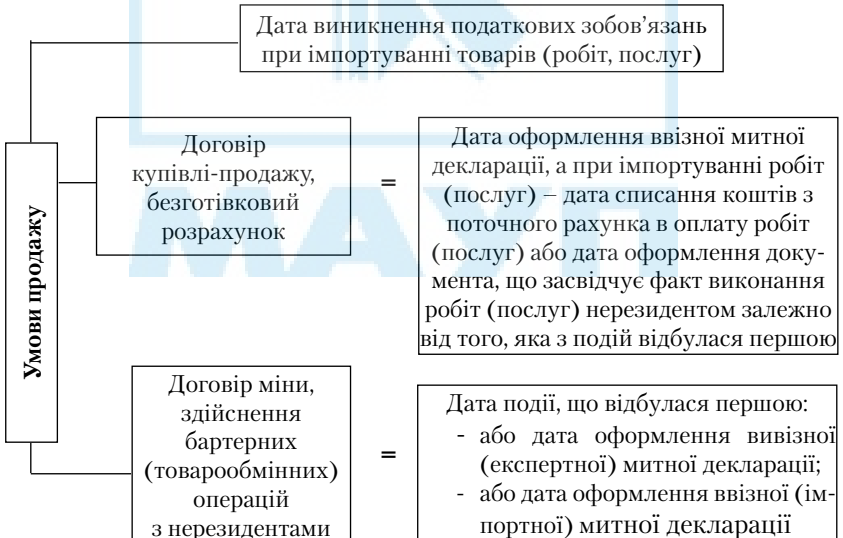 Дата виникнення податкових зобов’язань
при імпортуванні товарів (робіт, послуг)
Умови продажу
Договір
купівлі-продажу,
безготівковий
розрахунок
=
Дата оформлення ввізної митної
декларації, а при імпортуванні робіт
(послуг) – дата списання коштів з
поточного рахунка в оплату робіт
(послуг) або дата оформлення доку-
мента, що засвідчує факт виконання
робіт (послуг) нерезидентом залежно
від того, яка з подій відбулася першою
Договір міни,
здійснення
бартерних
(товарообмінних)
операцій
з нерезидентами
=
Дата події, що відбулася першою:
- або дата оформлення вивізної
(експертної) митної декларації;
- або дата оформлення ввізної (ім-
портної) митної декларації
МАУП